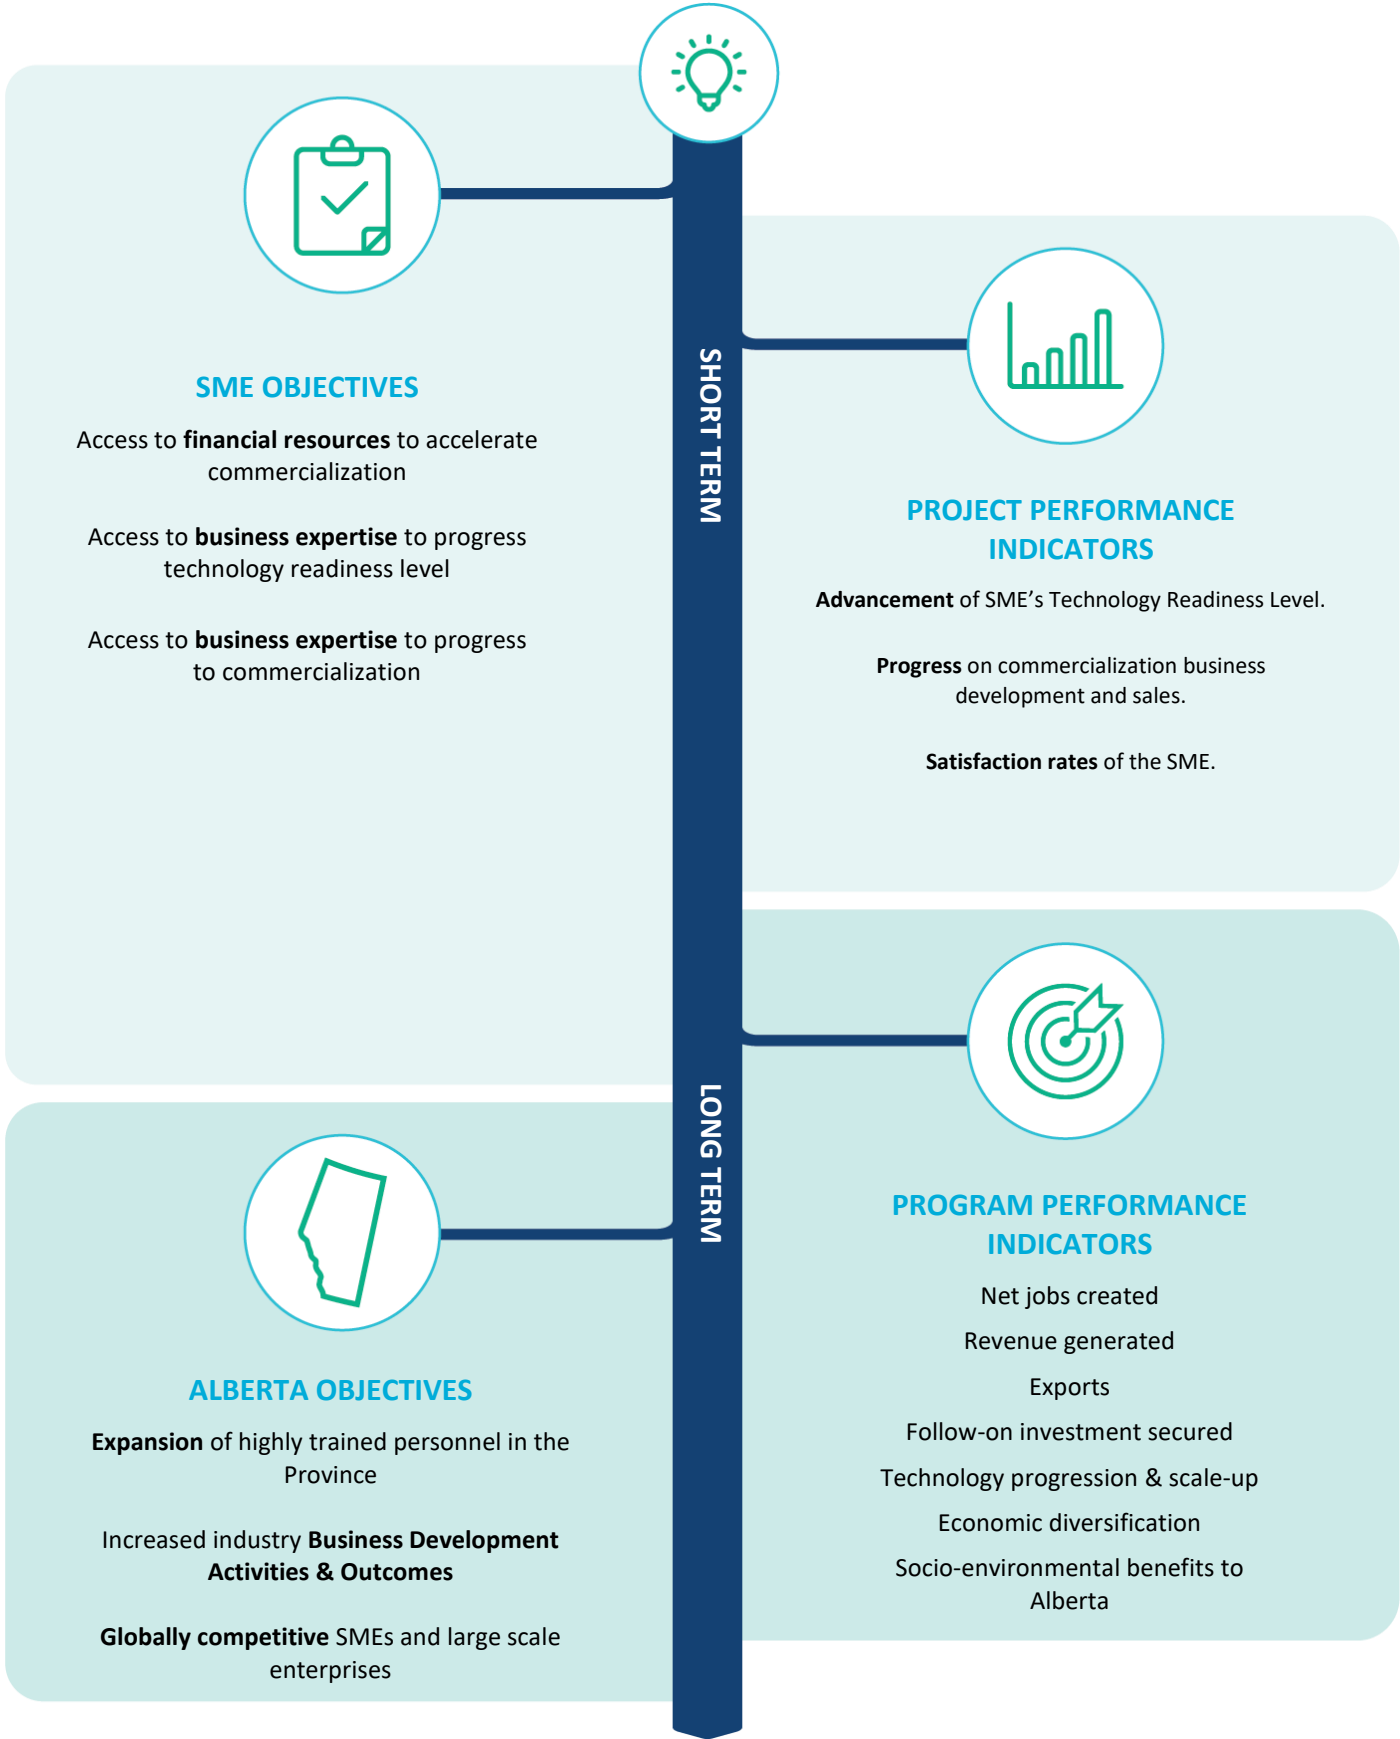 SME OBJECTIVES
Access to financial resources to accelerate
commercialization
Access to business expertise to progress
technology readiness level
Access to business expertise to progress
to commercialization
SHORT TERM
PROJECT PERFORMANCE
INDICATORS
Advancement of SME’s Technology Readiness Level.
Progress on commercialization business
development and sales.
Satisfaction rates of the SME.
LONG TERM
ALBERTA OBJECTIVES
Expansion of highly trained personnel in the
Province
Increased industry Business Development
Activities & Outcomes
Globally competitive SMEs and large scale
enterprises
PROGRAM PERFORMANCE
INDICATORS
Net jobs created
Revenue generated
Exports
Follow-on investment secured
Technology progression & scale-up
Economic diversification
Socio-environmental benefits to
Alberta